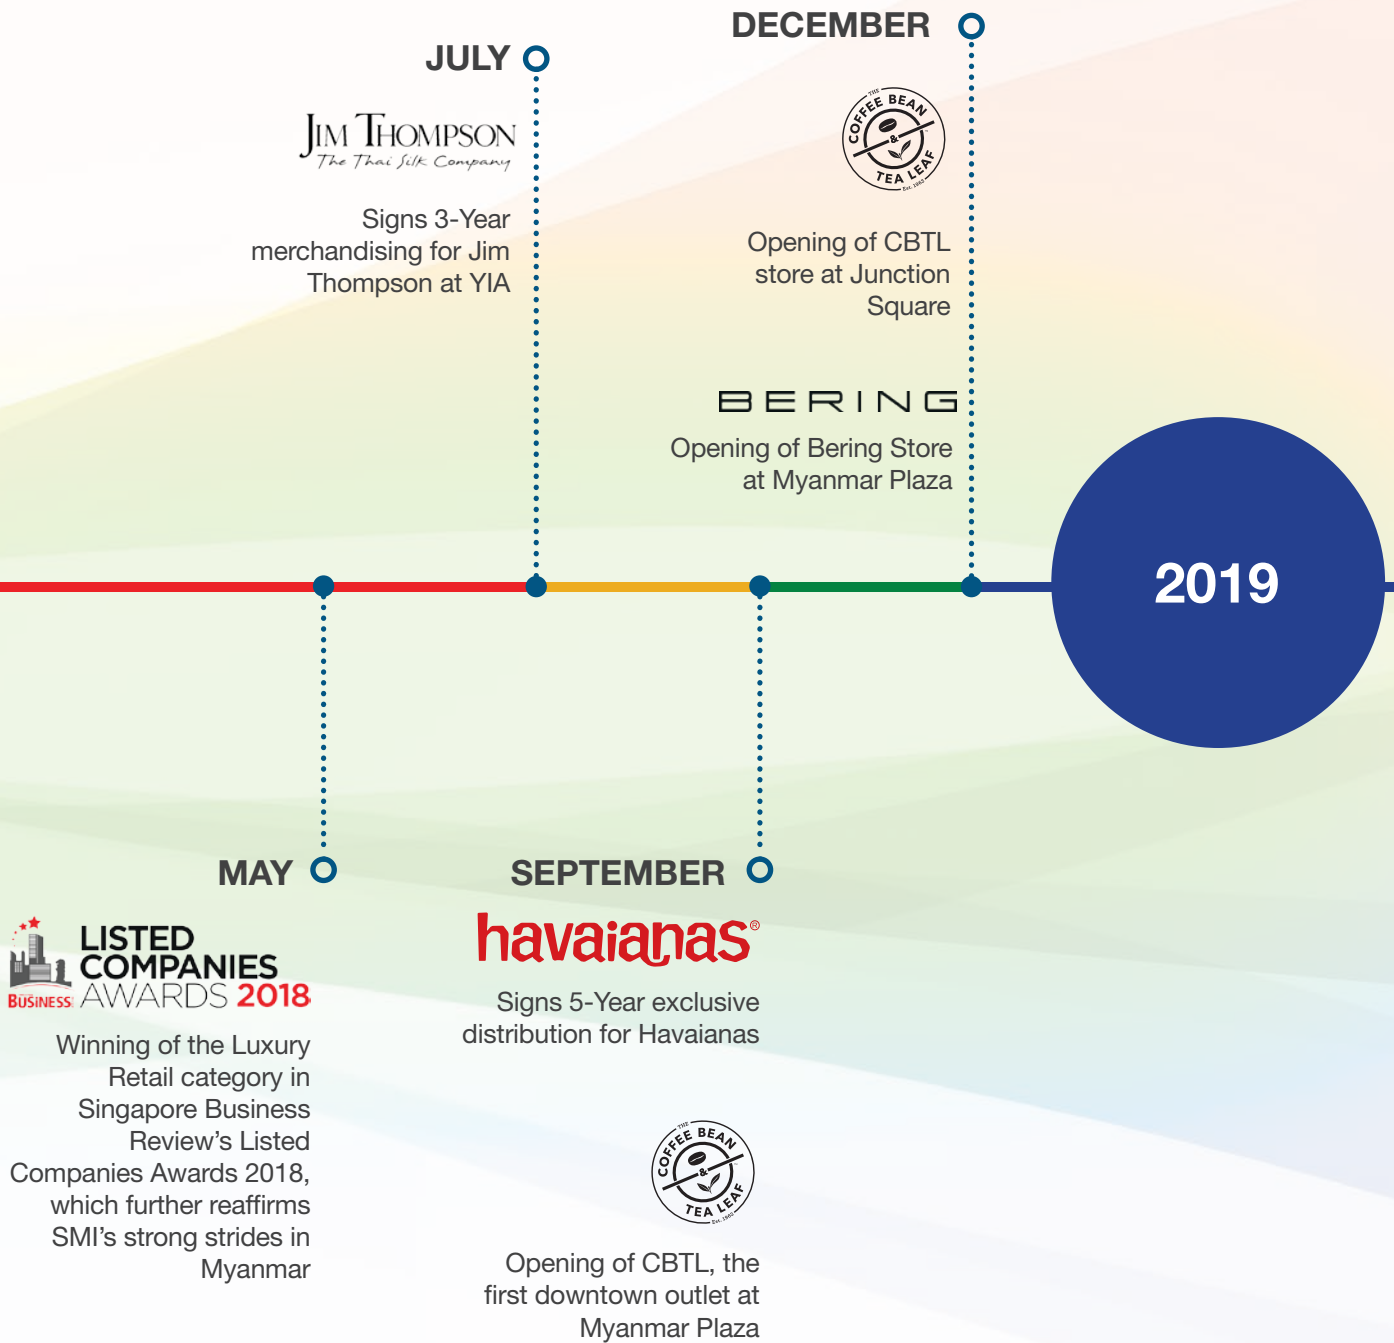 DECEMBER
JULY
JIM THOMPSON
The Thai Silk Company
Signs 3-Year
merchandising for Jim
Thompson at YIA
THE
COFFEE BEAN
&
TEA LEAF
Est. 1963
Opening of CBTL
store at Junction
Square
BERING
Opening of Bering Store
at Myanmar Plaza
2019
MAY
LISTED
COMPANIES
AWARDS 2018
BUSINESS
Winning of the Luxury
Retail category in
Singapore Business
Review’s Listed
Companies Awards 2018,
which further reaffirms
SMI’s strong strides in
Myanmar
SEPTEMBER
havaianas®
Signs 5-Year exclusive
distribution for Havaianas
THE
COFFEE BEAN
&
TEA LEAF
Est. 1963
Opening of CBTL, the
first downtown outlet at
Myanmar Plaza